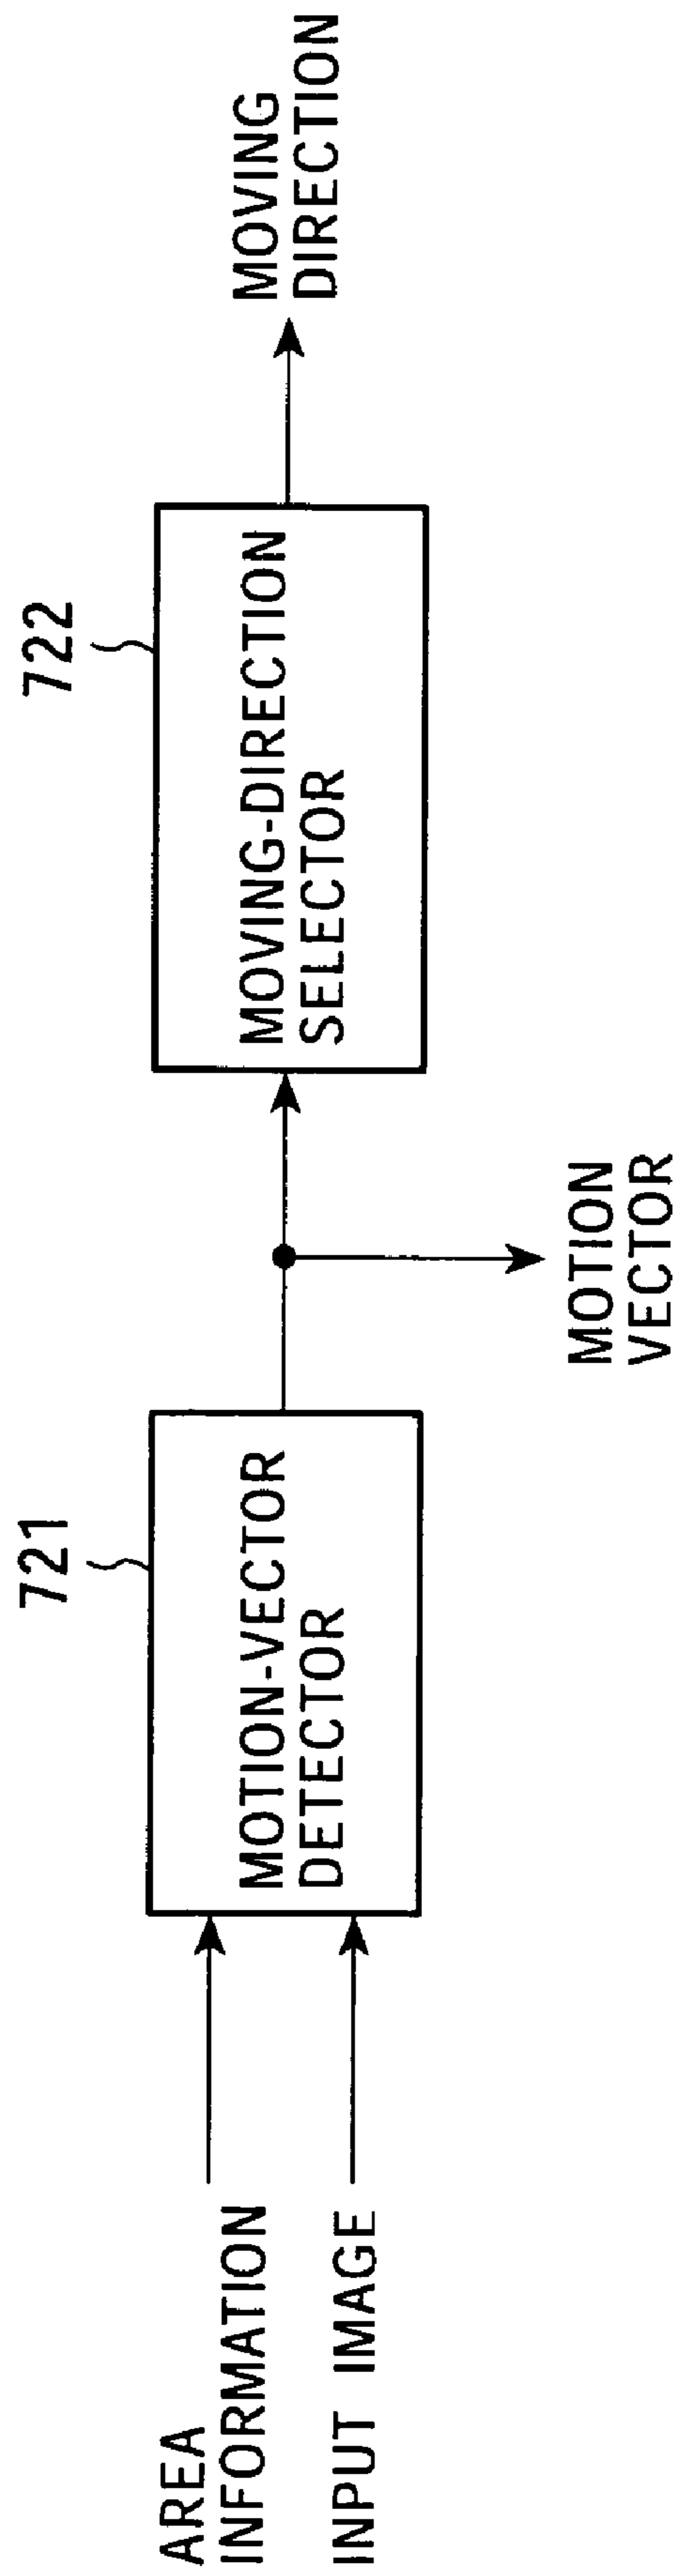 AREA
INFORMATION
INPUT IMAGE
721
MOTION-VECTOR
DETECTOR
MOTION
VECTOR
722
MOVING-DIRECTION
SELECTOR
MOVING
DIRECTION